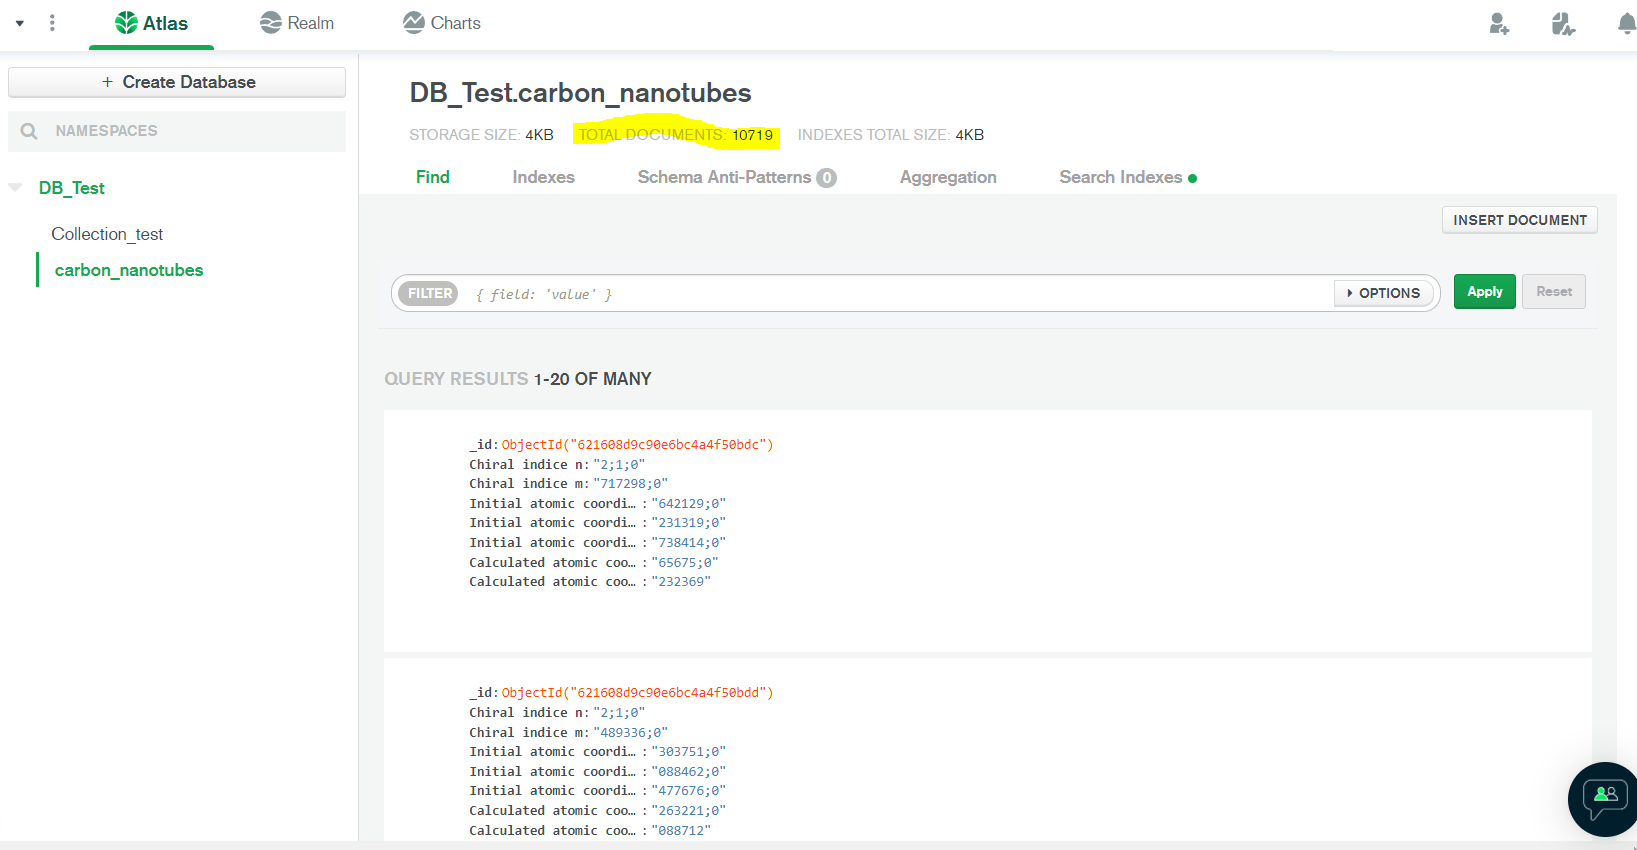 Atlas
Realm
Charts
+ Create Database
NAMESPACES
DB_Test
Collection_test
carbon_nanotubes
DB_Test.carbon_nanotubes
STORAGE SIZE: 4KB TOTAL DOCUMENTS: 10719 INDEXES TOTAL SIZE: 4KB
Find Indexes Schema Anti-Patterns 0 Aggregation Search Indexes
INSERT DOCUMENT
FILTER { field: 'value' } OPTIONS Apply Reset
QUERY RESULTS 1-20 OF MANY
_id: ObjectId("621608d9c90e6bc4a4f50bdc")
Chiral indice n: "2;1;0"
Chiral indice m: "717298;0"
Initial atomic coordi… : "642129;0"
Initial atomic coordi… : "231319;0"
Initial atomic coordi… : "738414;0"
Calculated atomic coo… : "65675;0"
Calculated atomic coo… : "232369"
_id: ObjectId("621608d9c90e6bc4a4f50bdd")
Chiral indice n: "2;1;0"
Chiral indice m: "489336;0"
Initial atomic coordi… : "303751;0"
Initial atomic coordi… : "088462;0"
Initial atomic coordi… : "477676;0"
Calculated atomic coo… : "263221;0"
Calculated atomic coo… : "088712"